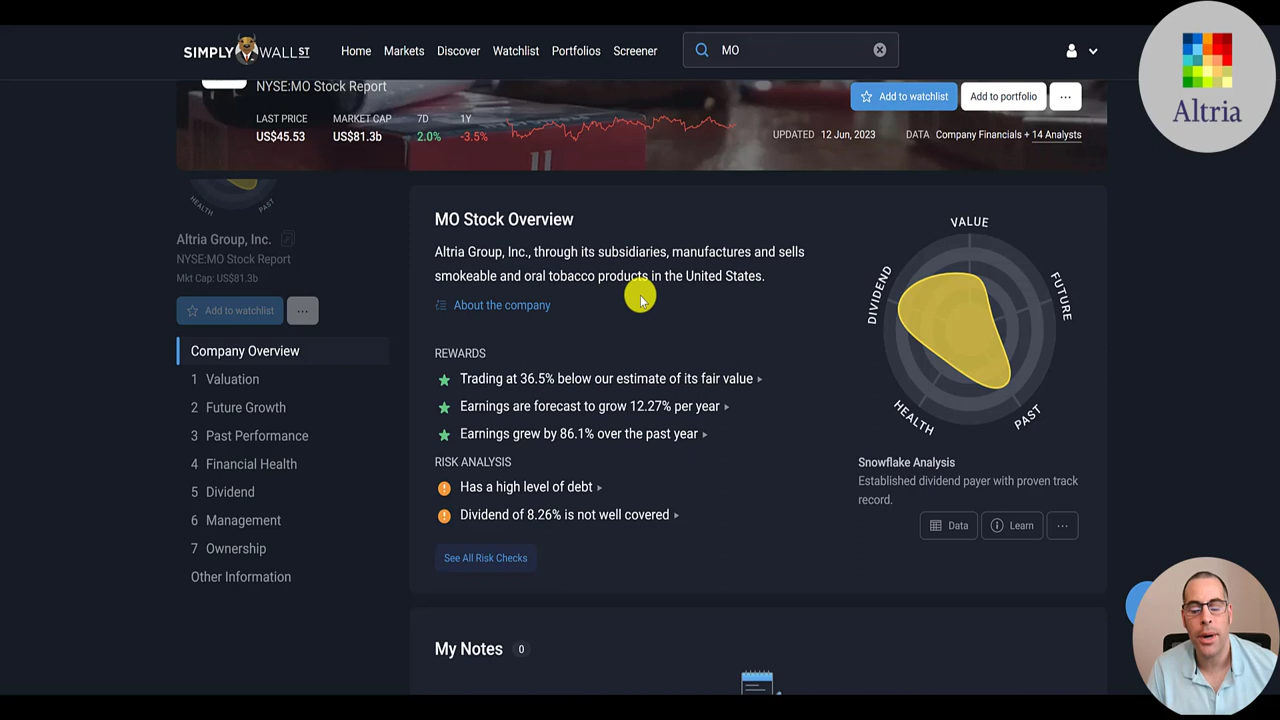 SIMPLY WALL ST
Home Markets Discover Watchlist Portfolios Screener
MO
Altria
NYSE:MO Stock Report
Add to watchlist
Add to portfolio
...
LAST PRICE
US$45.53
MARKET CAP
US$81.3b
7D
2.0%
1Y
-3.5%
UPDATED 12 Jun, 2023
DATA Company Financials + 14 Analysts
HEALTH
PAST
Altria Group, Inc.
NYSE:MO Stock Report
Mkt Cap: US$81.3b
Add to watchlist
...
Company Overview
1 Valuation
2 Future Growth
3 Past Performance
4 Financial Health
5 Dividend
6 Management
7 Ownership
Other Information
MO Stock Overview
Altria Group, Inc., through its subsidiaries, manufactures and sells
smokeable and oral tobacco products in the United States.
About the company
REWARDS
Trading at 36.5% below our estimate of its fair value
Earnings are forecast to grow 12.27% per year
Earnings grew by 86.1% over the past year
RISK ANALYSIS
Has a high level of debt
Dividend of 8.26% is not well covered
See All Risk Checks
VALUE
FUTURE
PAST
HEALTH
DIVIDEND
Snowflake Analysis
Established dividend payer with proven track
record.
Data
Learn
...
My Notes 0